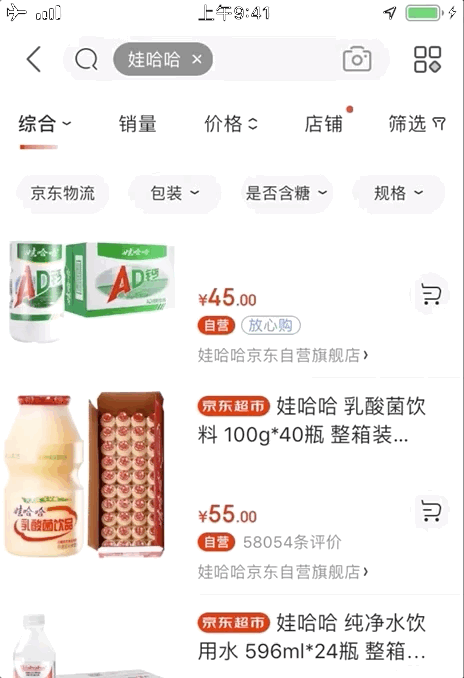 上午9:41
娃哈哈 ×
综合
销量
价格
店铺
筛选
京东物流
包装
是否含糖
规格
娃哈哈
AD钙
娃哈哈
AD钙
¥45.00
自营 放心购
娃哈哈京东自营旗舰店
京东超市 娃哈哈 乳酸菌饮
料 100g*40瓶 整箱装...
娃哈哈
乳酸菌饮品
¥55.00
自营 58054条评价
娃哈哈京东自营旗舰店
京东超市 娃哈哈 纯净水饮
用水 596ml*24瓶 整箱...